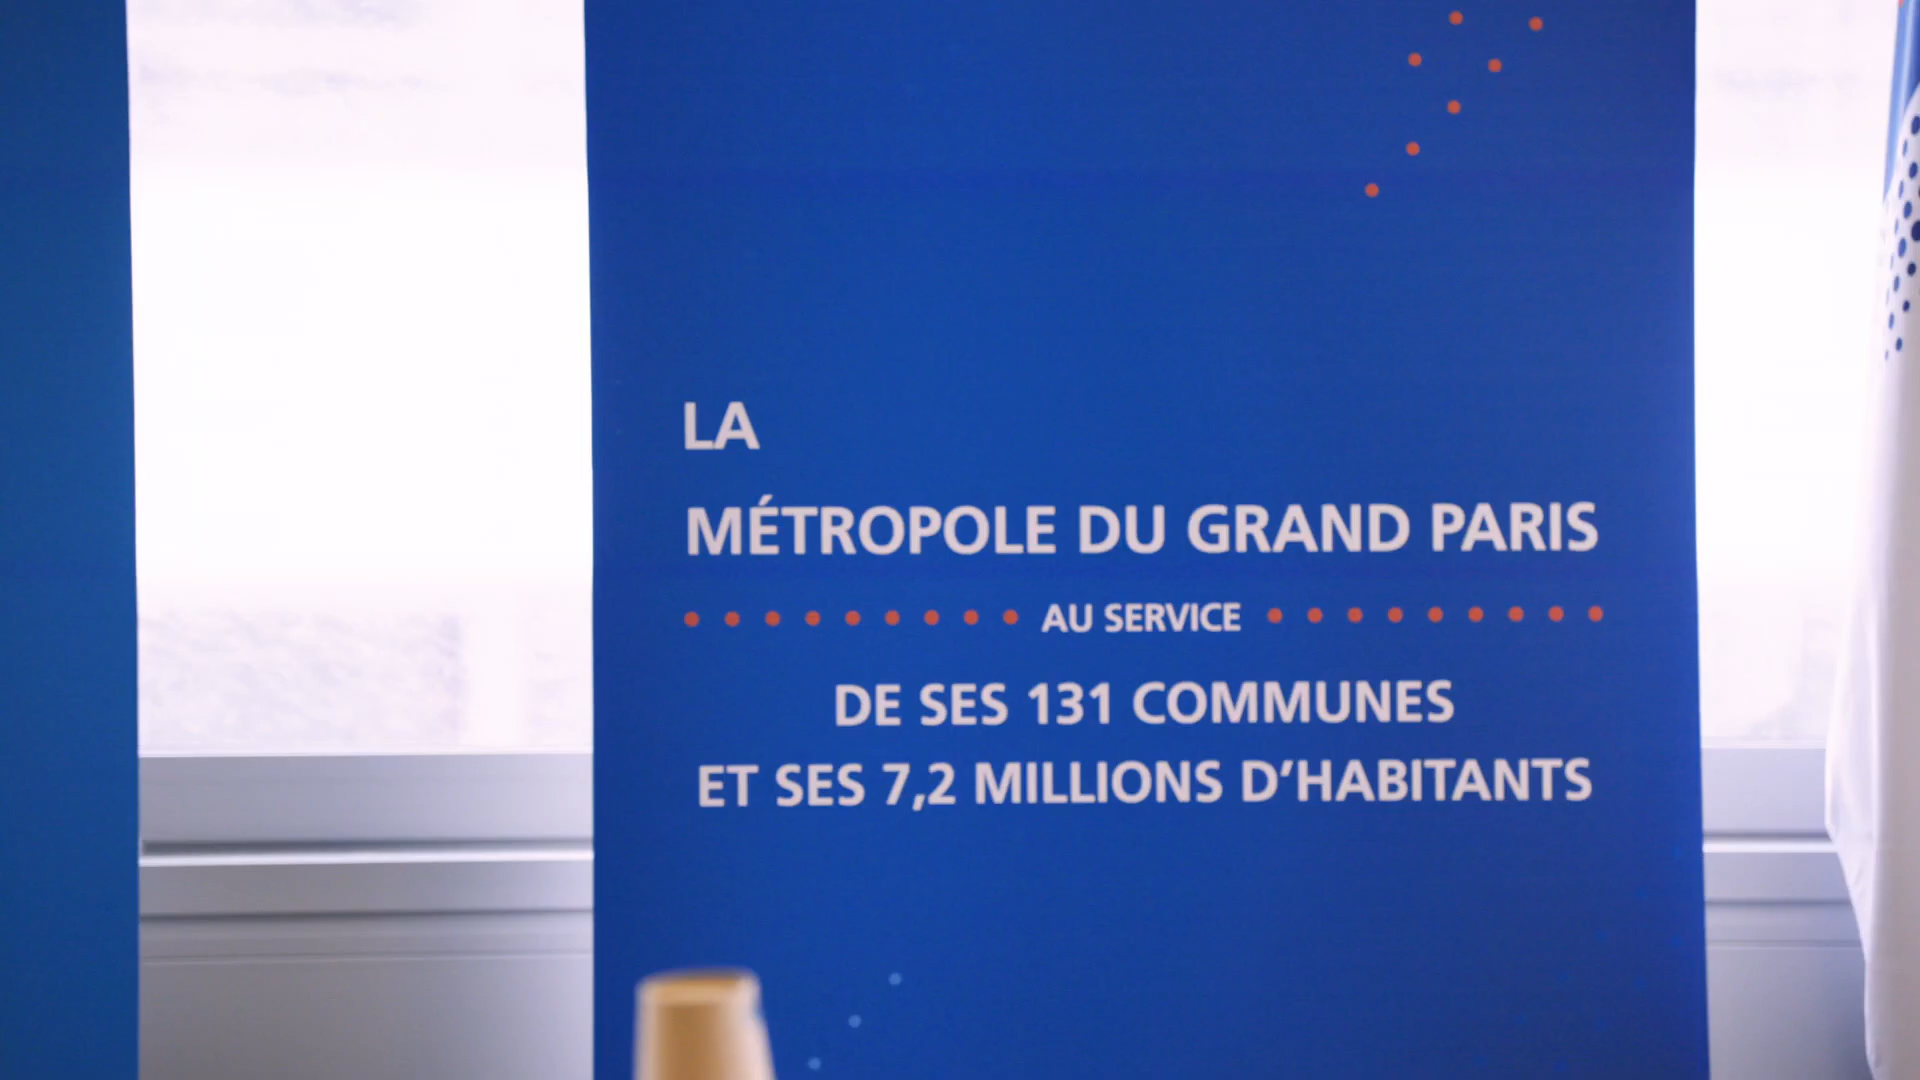 LA
MÉTROPOLE DU GRAND PARIS
AU SERVICE
DE SES 131 COMMUNES
ET SES 7,2 MILLIONS D'HABITANTS